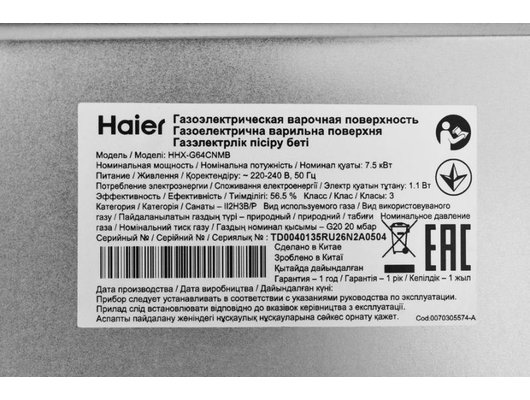 Haier
Газоэлектрическая варочная поверхность
Газоелектрична варильна поверхня
Газэлектрлік пісіру беті
Модель / Моделі: HHX-G64CNMB
Номинальная мощность / Номінальна потужність / Номинал қуаты: 7.5 кВт
Питание / Живлення / Қоректендіру: ~ 220-240 В, 50 Гц
Потребление электроэнергии / Споживання електроенергії / Электр қуатын тұтану: 1.1 Вт
Эффективность / Ефективність / Тиімділігі: 56.5 % Класс / Клас / Класы: 3
Категория / Категорія / Санаты - II2H3B/P Вид используемого газа / Вид використовуваного
газу / Пайдаланылатын газдың түрі - природный / природний / табиғи Номинальное давление
газа / Номінальний тиск газу / Газдың номинал қысымы - G20 20 мбар
Серийный № / Серійний № / Сериялық №: TD0040135RU26N2A0504
Сделано в Китае
Зроблено в Китаї
Қытайда дайындалған
Гарантия - 1 год / Гарантія - 1 рік / Кепілдік - 1 жыл
EAC
Дата производства / Дата виробництва / Дайындалған күні:
Прибор следует устанавливать в соответствии с указаниями руководства по эксплуатации.
Прилад слід встановлювати відповідно до вказівок керівництва з експлуатації.
Аспапты пайдалану жөніндегі нұсқаулық нұсқауларына сәйкес орнату қажет.
Cod:0070305574-A